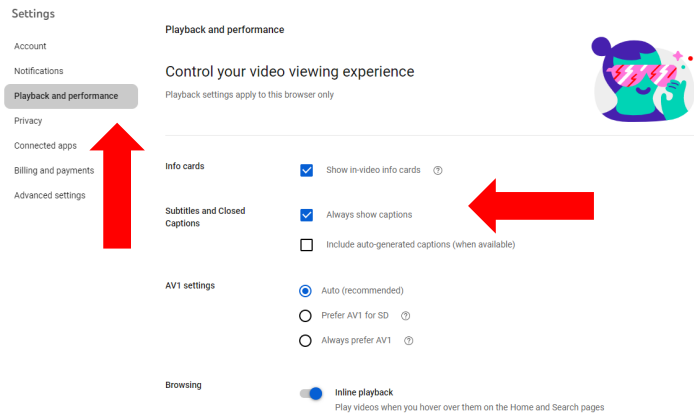 Settings
Account
Notifications
Playback and performance
Privacy
Connected apps
Billing and payments
Advanced settings
Playback and performance
Control your video viewing experience
Playback settings apply to this browser only
Info cards
Show in-video info cards
Subtitles and Closed
Captions
Always show captions
Include auto-generated captions (when available)
AV1 settings
Auto (recommended)
Prefer AV1 for SD
Always prefer AV1
Browsing
Inline playback
Play videos when you hover over them on the Home and Search pages